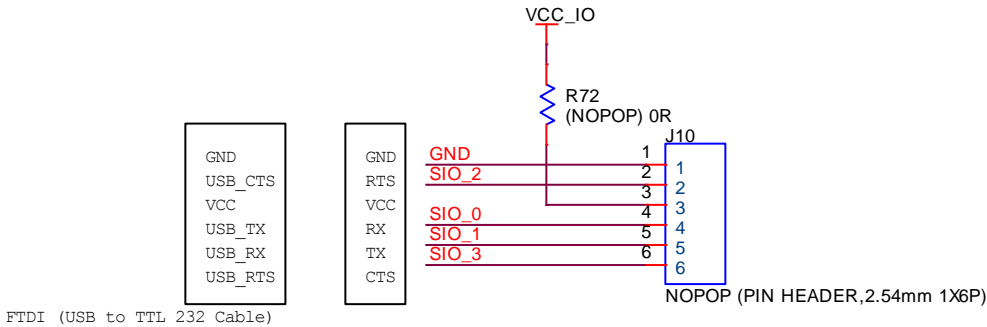 VCC_IO
R72
(NOPOP) 0R
J10
GND GND GND 1 1
USB_CTS RTS SIO_2 2 2
VCC VCC 3 3
USB_TX RX SIO_0 4 4
USB_RX TX SIO_1 5 5
USB_RTS CTS SIO_3 6 6
NOPOP (PIN HEADER,2.54mm 1X6P)
FTDI (USB to TTL 232 Cable)